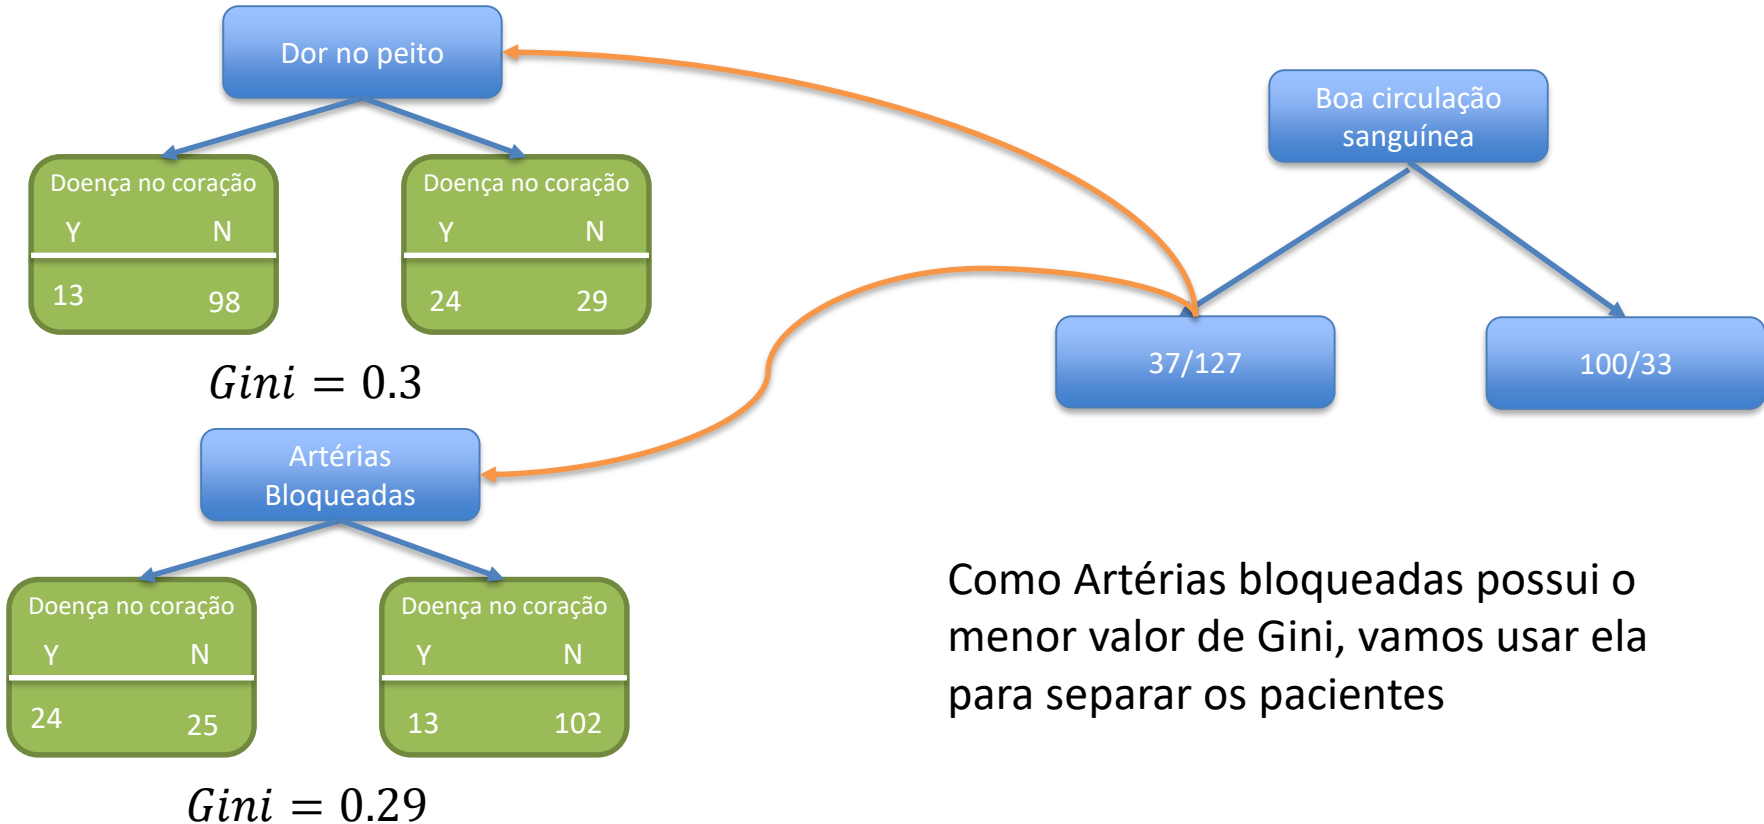 Dor no peito
Doença no coração
Y N
13 98
Doença no coração
Y N
24 29
Gini = 0.3
Artérias
Bloqueadas
Doença no coração
Y N
24 25
Doença no coração
Y N
13 102
Gini = 0.29
Boa circulação
sanguínea
37/127
100/33
Como Artérias bloqueadas possui o
menor valor de Gini, vamos usar ela
para separar os pacientes